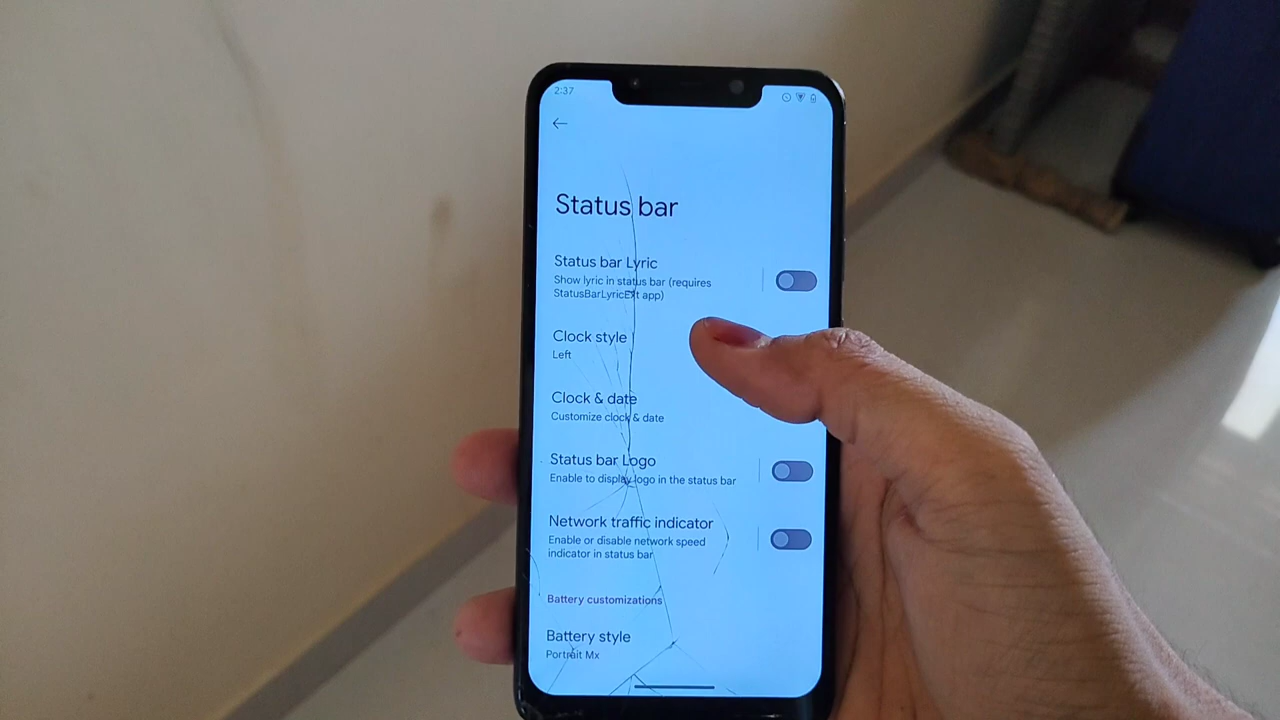 2:37
Status bar
Status bar Lyric
Show lyric in status bar (requires
StatusBarLyricExt app)
Clock style
Left
Clock & date
Customize clock & date
Status bar Logo
Enable to display logo in the status bar
Network traffic indicator
Enable or disable network speed
indicator in status bar
Battery customizations
Battery style
Portrait Mx